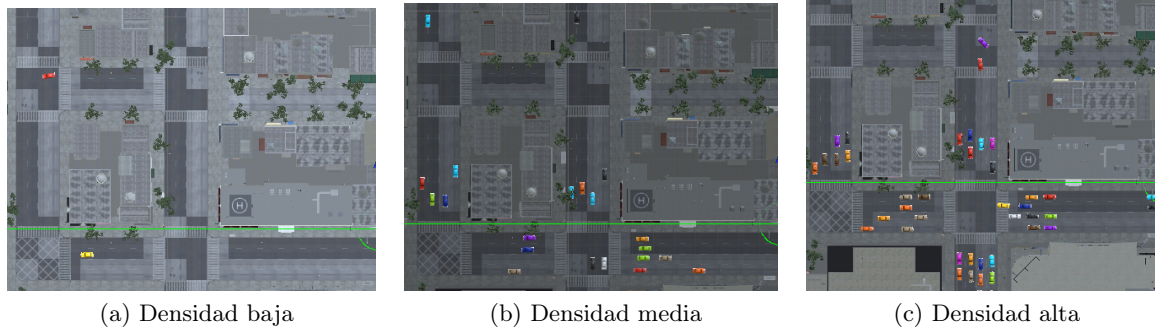 H
H
H
(a) Densidad baja
(b) Densidad media
(c) Densidad alta